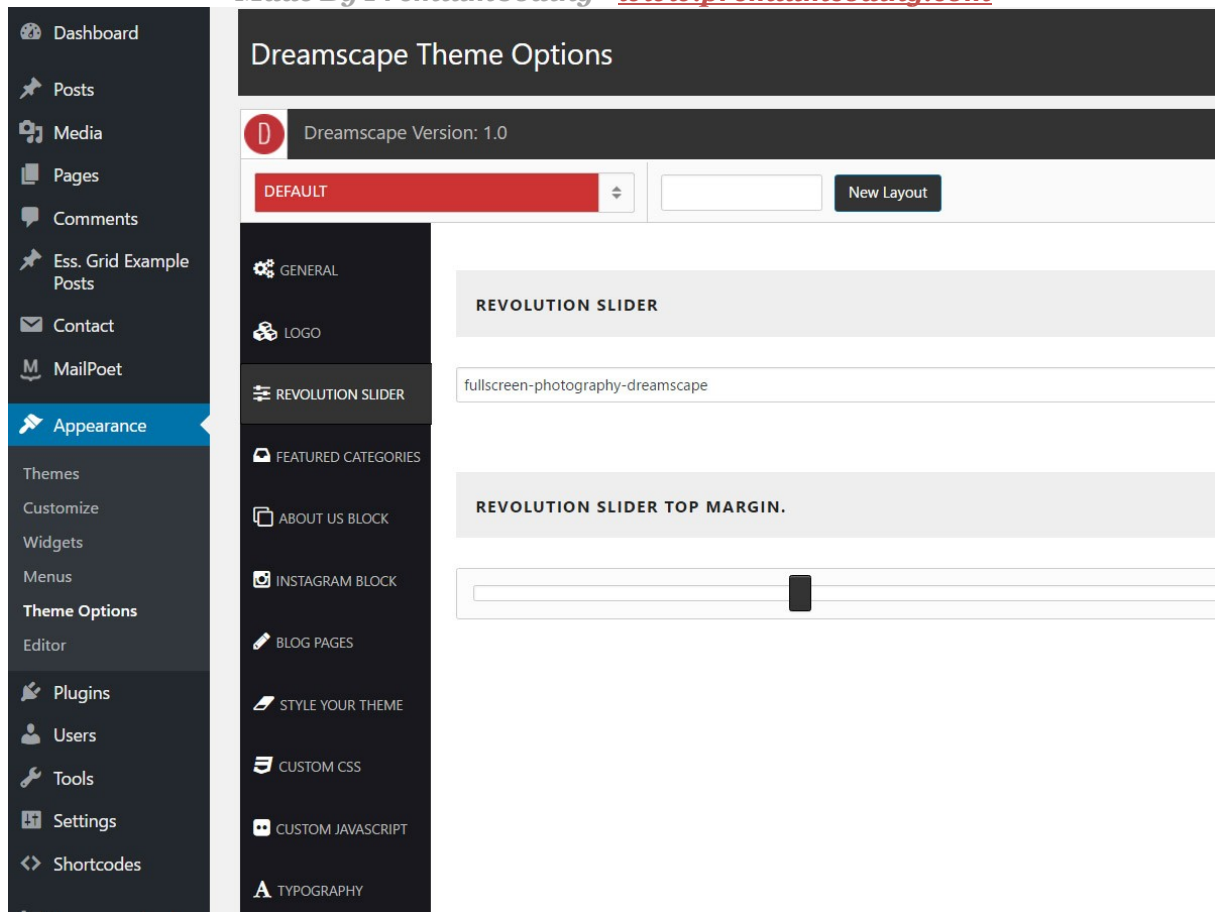 Dashboard
Posts
Media
Pages
Comments
Ess. Grid Example
Posts
Contact
MailPoet
Appearance
Themes
Customize
Widgets
Menus
Theme Options
Editor
Plugins
Users
Tools
Settings
Shortcodes
Dreamscape Theme Options
D
Dreamscape Version: 1.0
DEFAULT
New Layout
GENERAL
LOGO
REVOLUTION SLIDER
FEATURED CATEGORIES
ABOUT US BLOCK
INSTAGRAM BLOCK
BLOG PAGES
STYLE YOUR THEME
CUSTOM CSS
CUSTOM JAVASCRIPT
TYPOGRAPHY
REVOLUTION SLIDER
fullscreen-photography-dreamscape
REVOLUTION SLIDER TOP MARGIN.